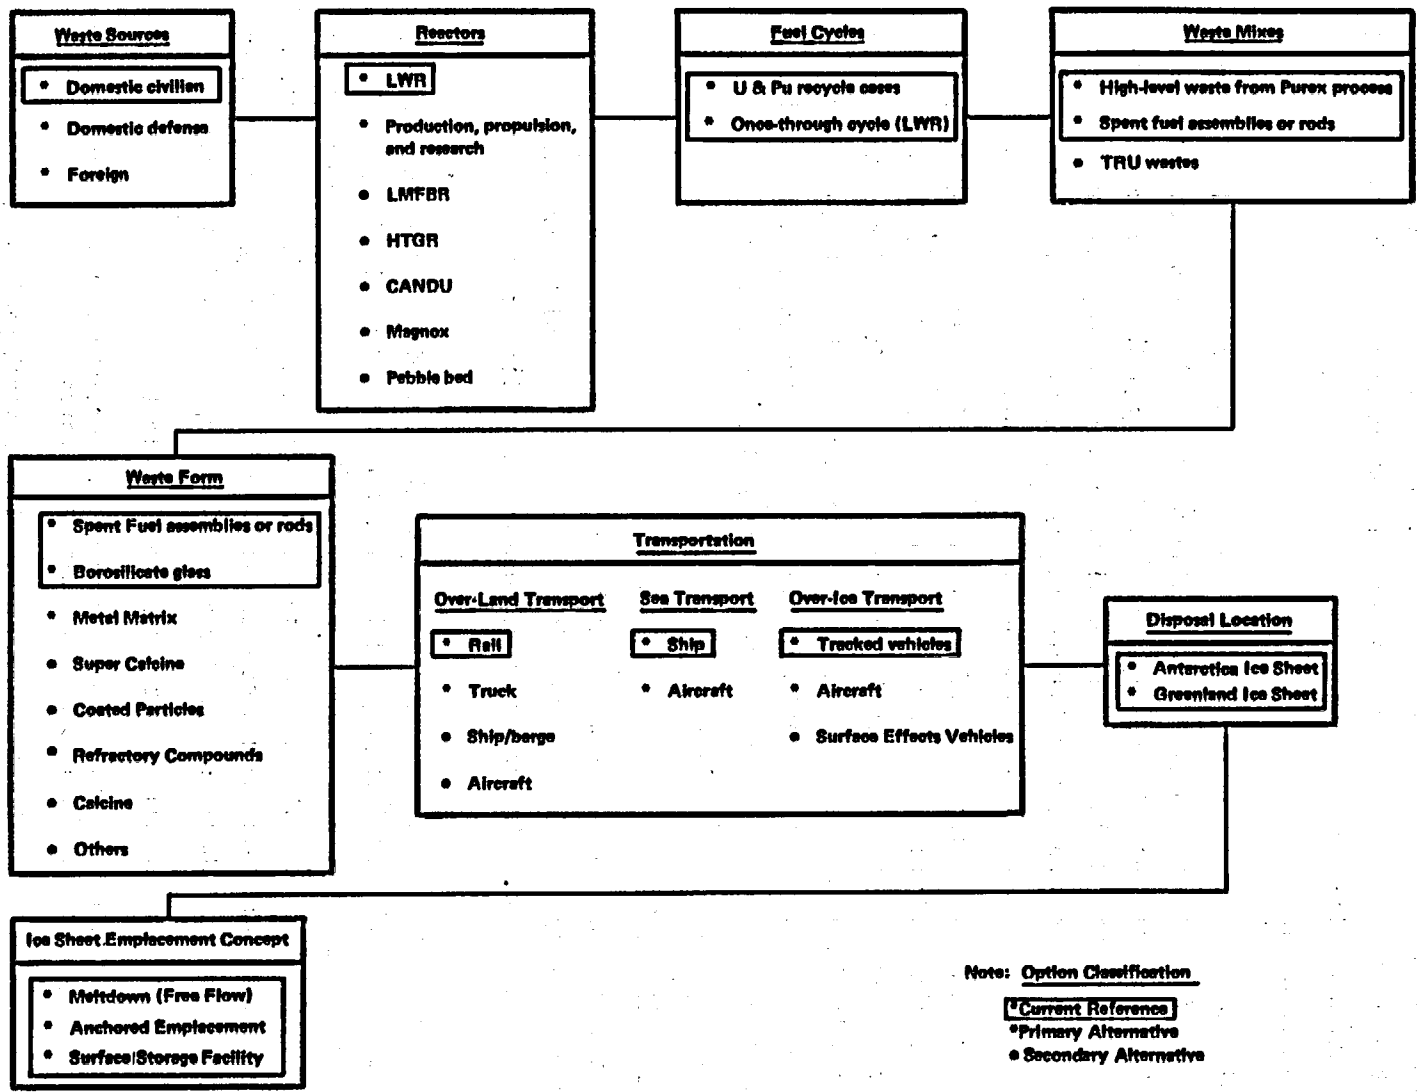 Waste Sources
* Domestic civilian
* Domestic defense
* Foreign
Reactors
* LWR
* Production, propulsion,
and research
• LMFBR
• HTGR
• CANDU
• Magnox
• Pebble bed
Fuel Cycles
* U & Pu recycle cases
* Once-through cycle (LWR)
Waste Mixes
* High-level waste from Purex process
* Spent fuel assemblies or rods
• TRU wastes
Waste Form
* Spent Fuel assemblies or rods
* Borosilicate glass
* Metal Matrix
• Super Calcine
• Coated Particles
• Refractory Compounds
• Calcine
• Others
Transportation
Over-Land Transport
* Rail
* Truck
• Ship/barge
• Aircraft
Sea Transport
* Ship
* Aircraft
Over-Ice Transport
* Tracked vehicles
* Aircraft
• Surface Effects Vehicles
Disposal Location
* Antarctica Ice Sheet
* Greenland Ice Sheet
Ice Sheet Emplacement Concept
* Meltdown (Free Flow)
* Anchored Emplacement
* Surface Storage Facility
Note: Option Classification
*Current Reference
*Primary Alternative
• Secondary Alternative